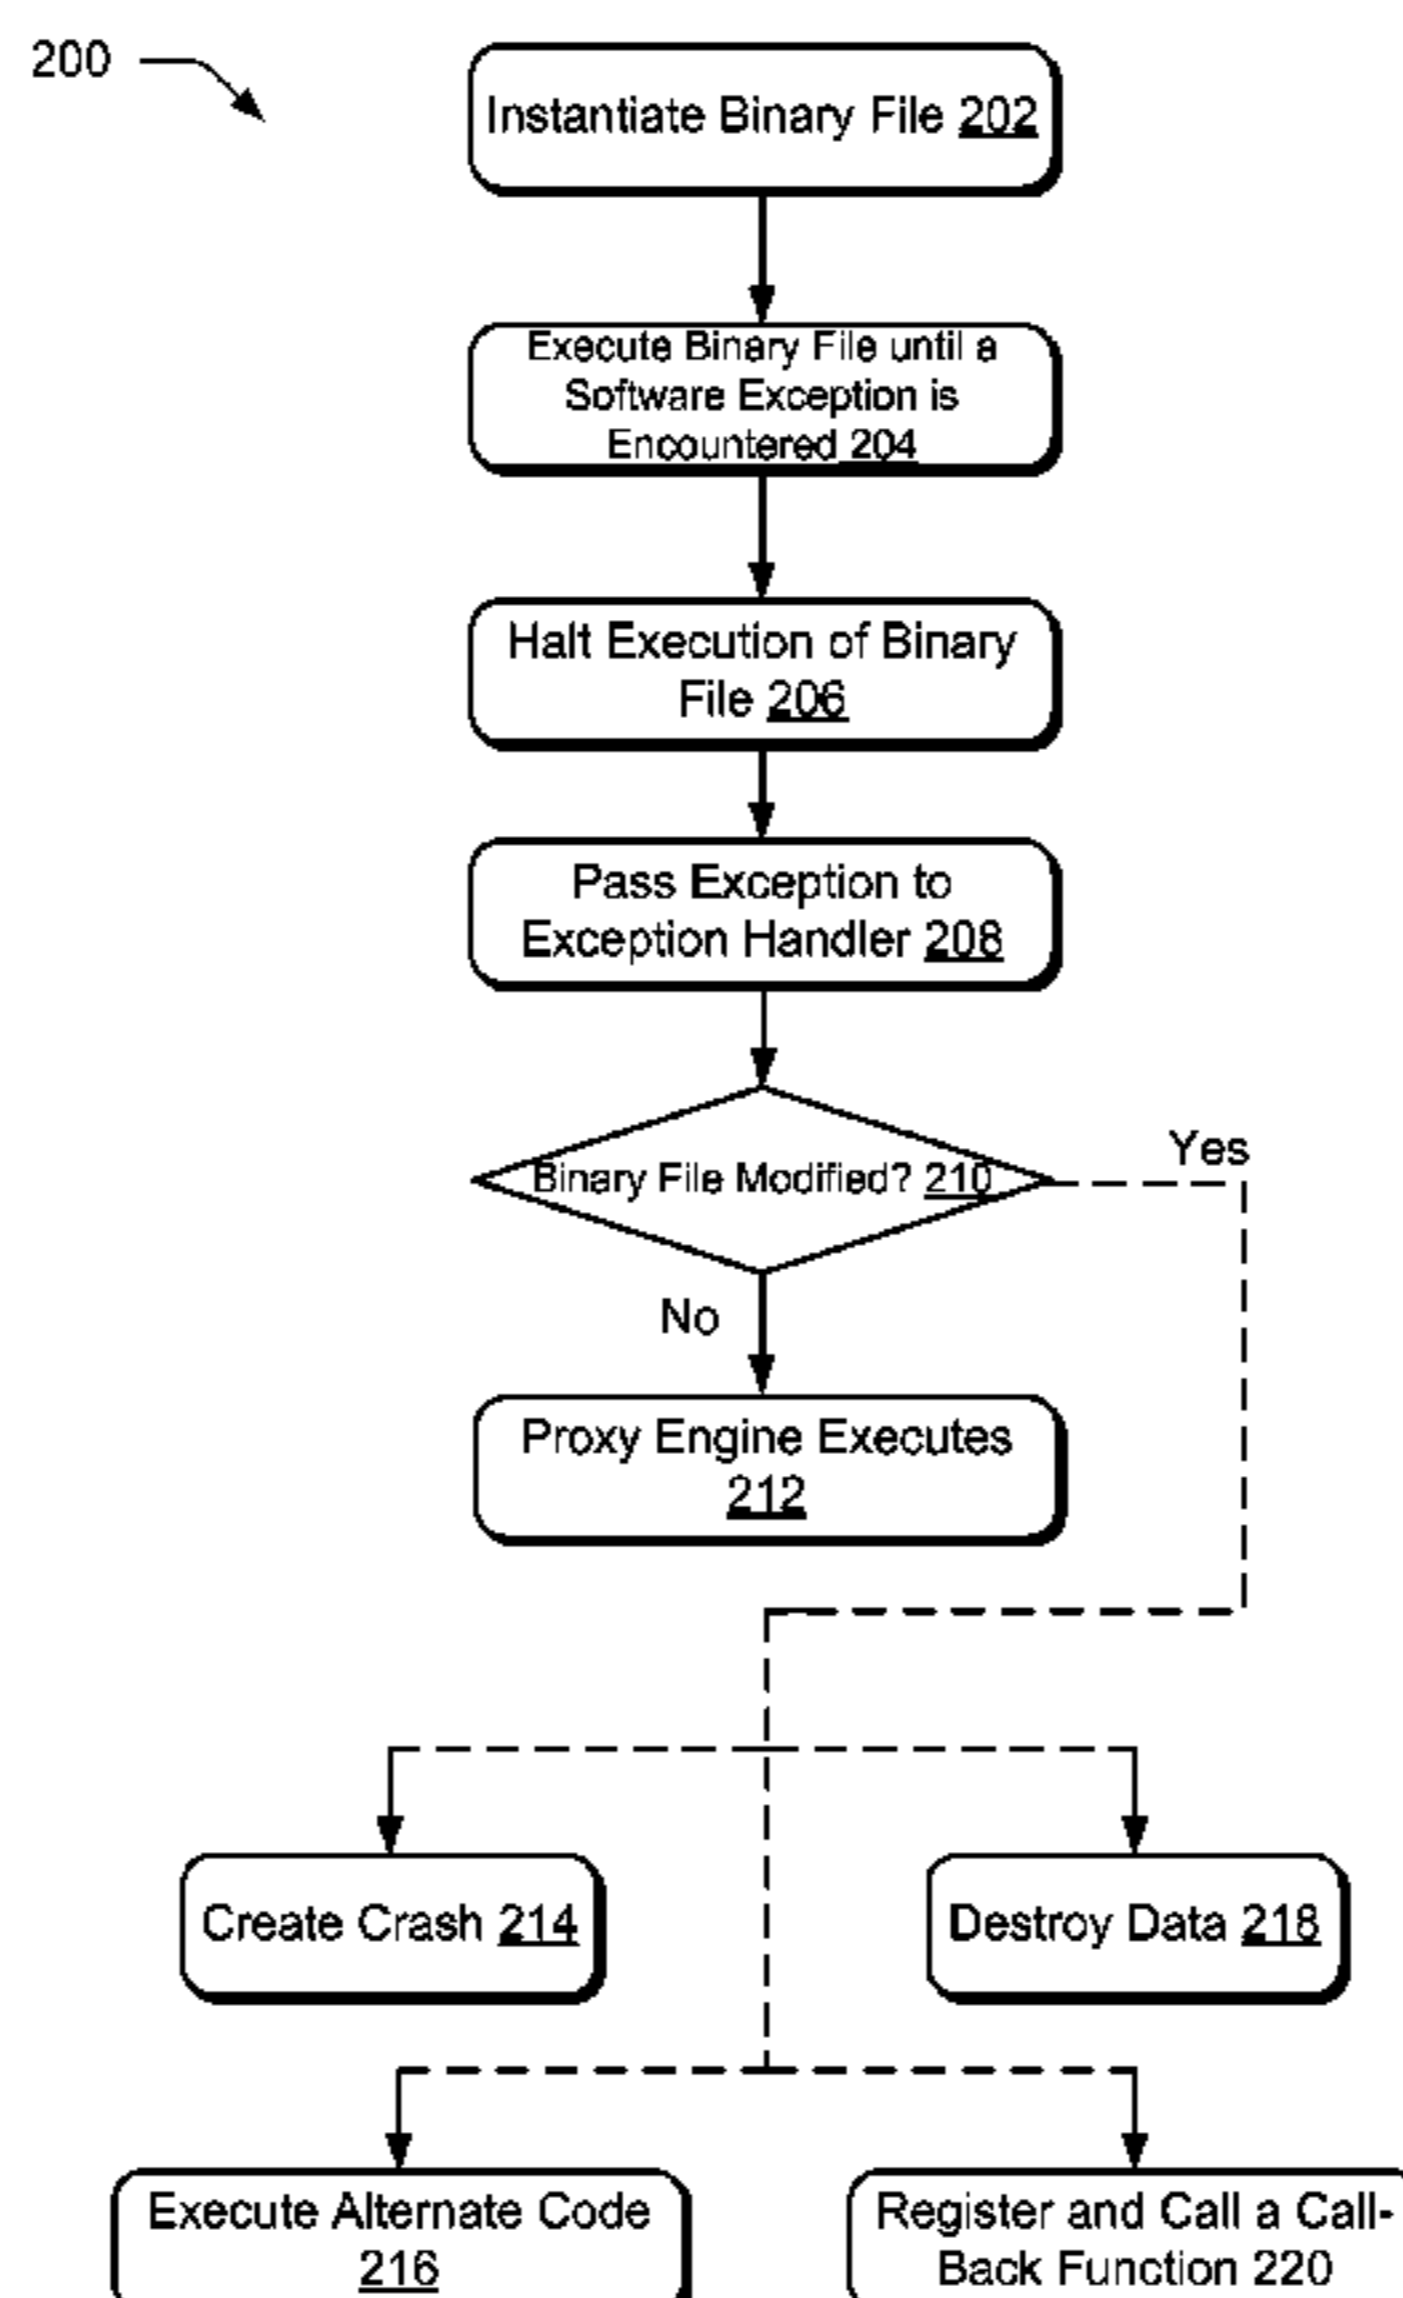 200
Instantiate Binary File 202
Execute Binary File until a
Software Exception is
Encountered 204
Halt Execution of Binary
File 206
Pass Exception to
Exception Handler 208
Binary File Modified? 210
Yes
No
Proxy Engine Executes
212
Create Crash 214
Destroy Data 218
Execute Alternate Code
216
Register and Call a Call-
Back Function 220